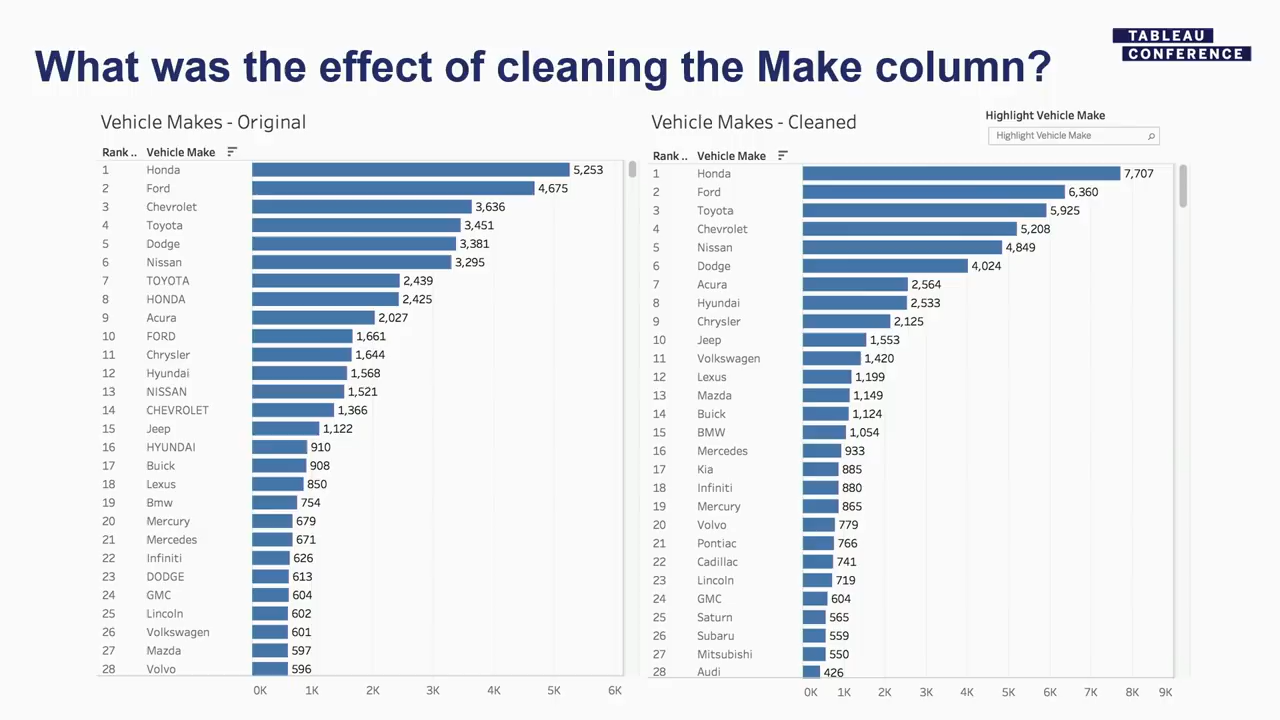 TABLEAU
CONFERENCE
What was the effect of cleaning the Make column?
Vehicle Makes - Original
Rank .. Vehicle Make
1 Honda 5,253
2 Ford 4,675
3 Chevrolet 3,636
4 Toyota 3,451
5 Dodge 3,381
6 Nissan 3,295
7 TOYOTA 2,439
8 HONDA 2,425
9 Acura 2,027
10 FORD 1,661
11 Chrysler 1,644
12 Hyundai 1,568
13 NISSAN 1,521
14 CHEVROLET 1,366
15 Jeep 1,122
16 HYUNDAI 910
17 Buick 908
18 Lexus 850
19 Bmw 754
20 Mercury 679
21 Mercedes 671
22 Infiniti 626
23 DODGE 613
24 GMC 604
25 Lincoln 602
26 Volkswagen 601
27 Mazda 597
28 Volvo 596
0K 1K 2K 3K 4K 5K 6K
Vehicle Makes - Cleaned
Highlight Vehicle Make
Highlight Vehicle Make
Rank .. Vehicle Make
1 Honda 7,707
2 Ford 6,360
3 Toyota 5,925
4 Chevrolet 5,208
5 Nissan 4,849
6 Dodge 4,024
7 Acura 2,564
8 Hyundai 2,533
9 Chrysler 2,125
10 Jeep 1,553
11 Volkswagen 1,420
12 Lexus 1,199
13 Mazda 1,149
14 Buick 1,124
15 BMW 1,054
16 Mercedes 933
17 Kia 885
18 Infiniti 880
19 Mercury 865
20 Volvo 779
21 Pontiac 766
22 Cadillac 741
23 Lincoln 719
24 GMC 604
25 Saturn 565
26 Subaru 559
27 Mitsubishi 550
28 Audi 426
0K 1K 2K 3K 4K 5K 6K 7K 8K 9K